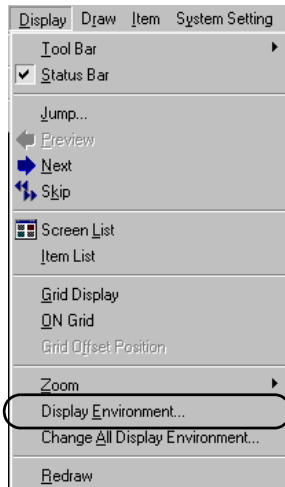 Display Draw Item System Setting
Tool Bar
Status Bar
Jump...
Preview
Next
Skip
Screen List
Item List
Grid Display
ON Grid
Grid Offset Position
Zoom
Display Environment...
Change All Display Environment...
Redraw